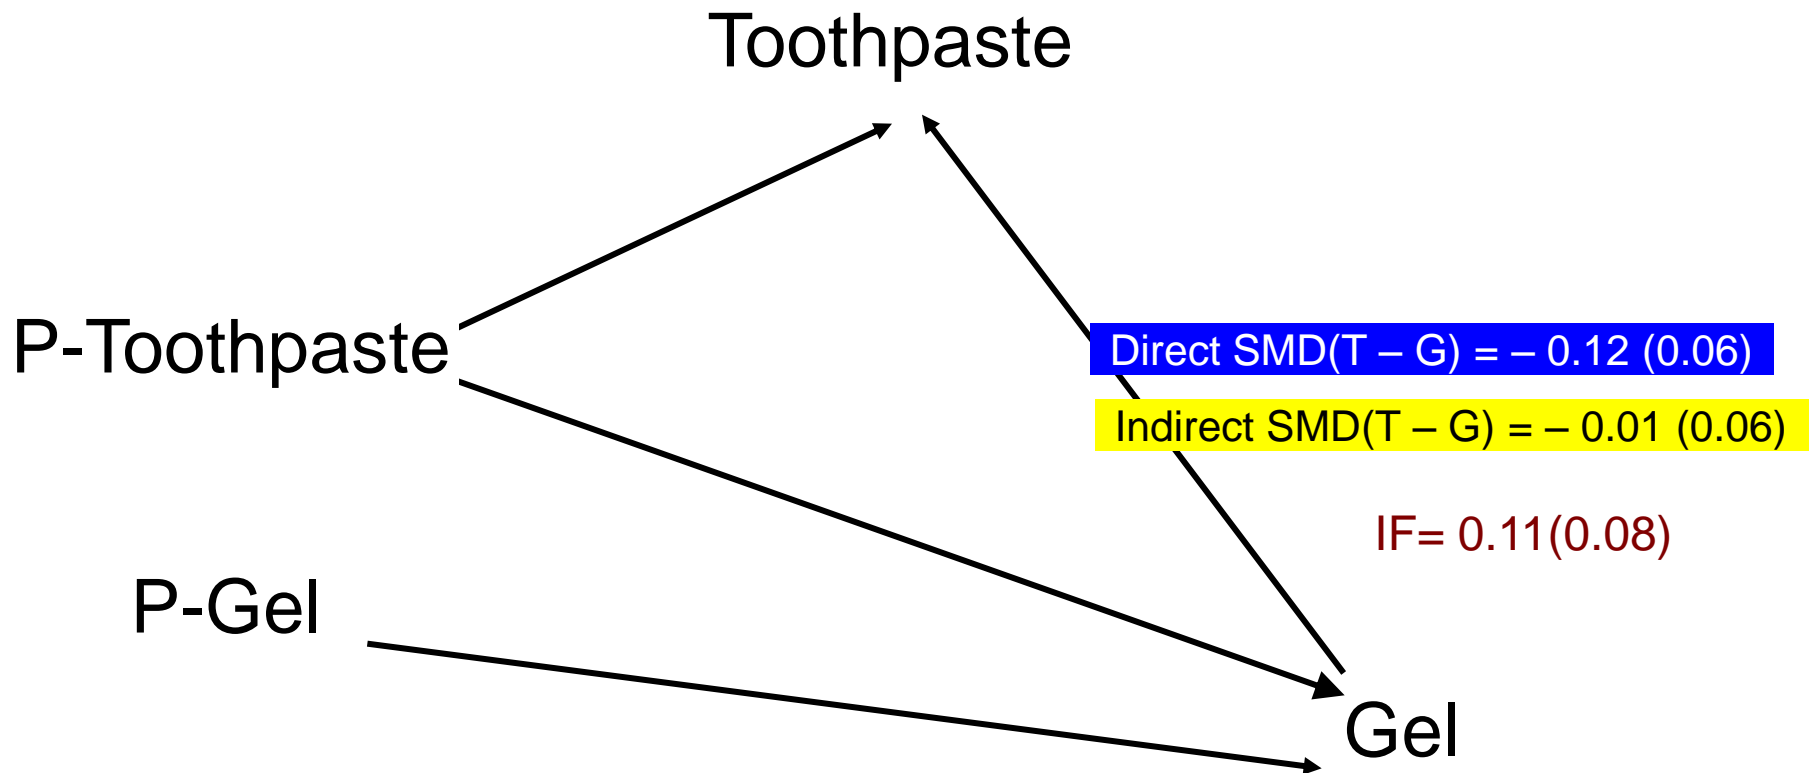 Toothpaste
P-Toothpaste
Direct SMD(T – G) = – 0.12 (0.06)
Indirect SMD(T – G) = – 0.01 (0.06)
IF= 0.11(0.08)
P-Gel
Gel